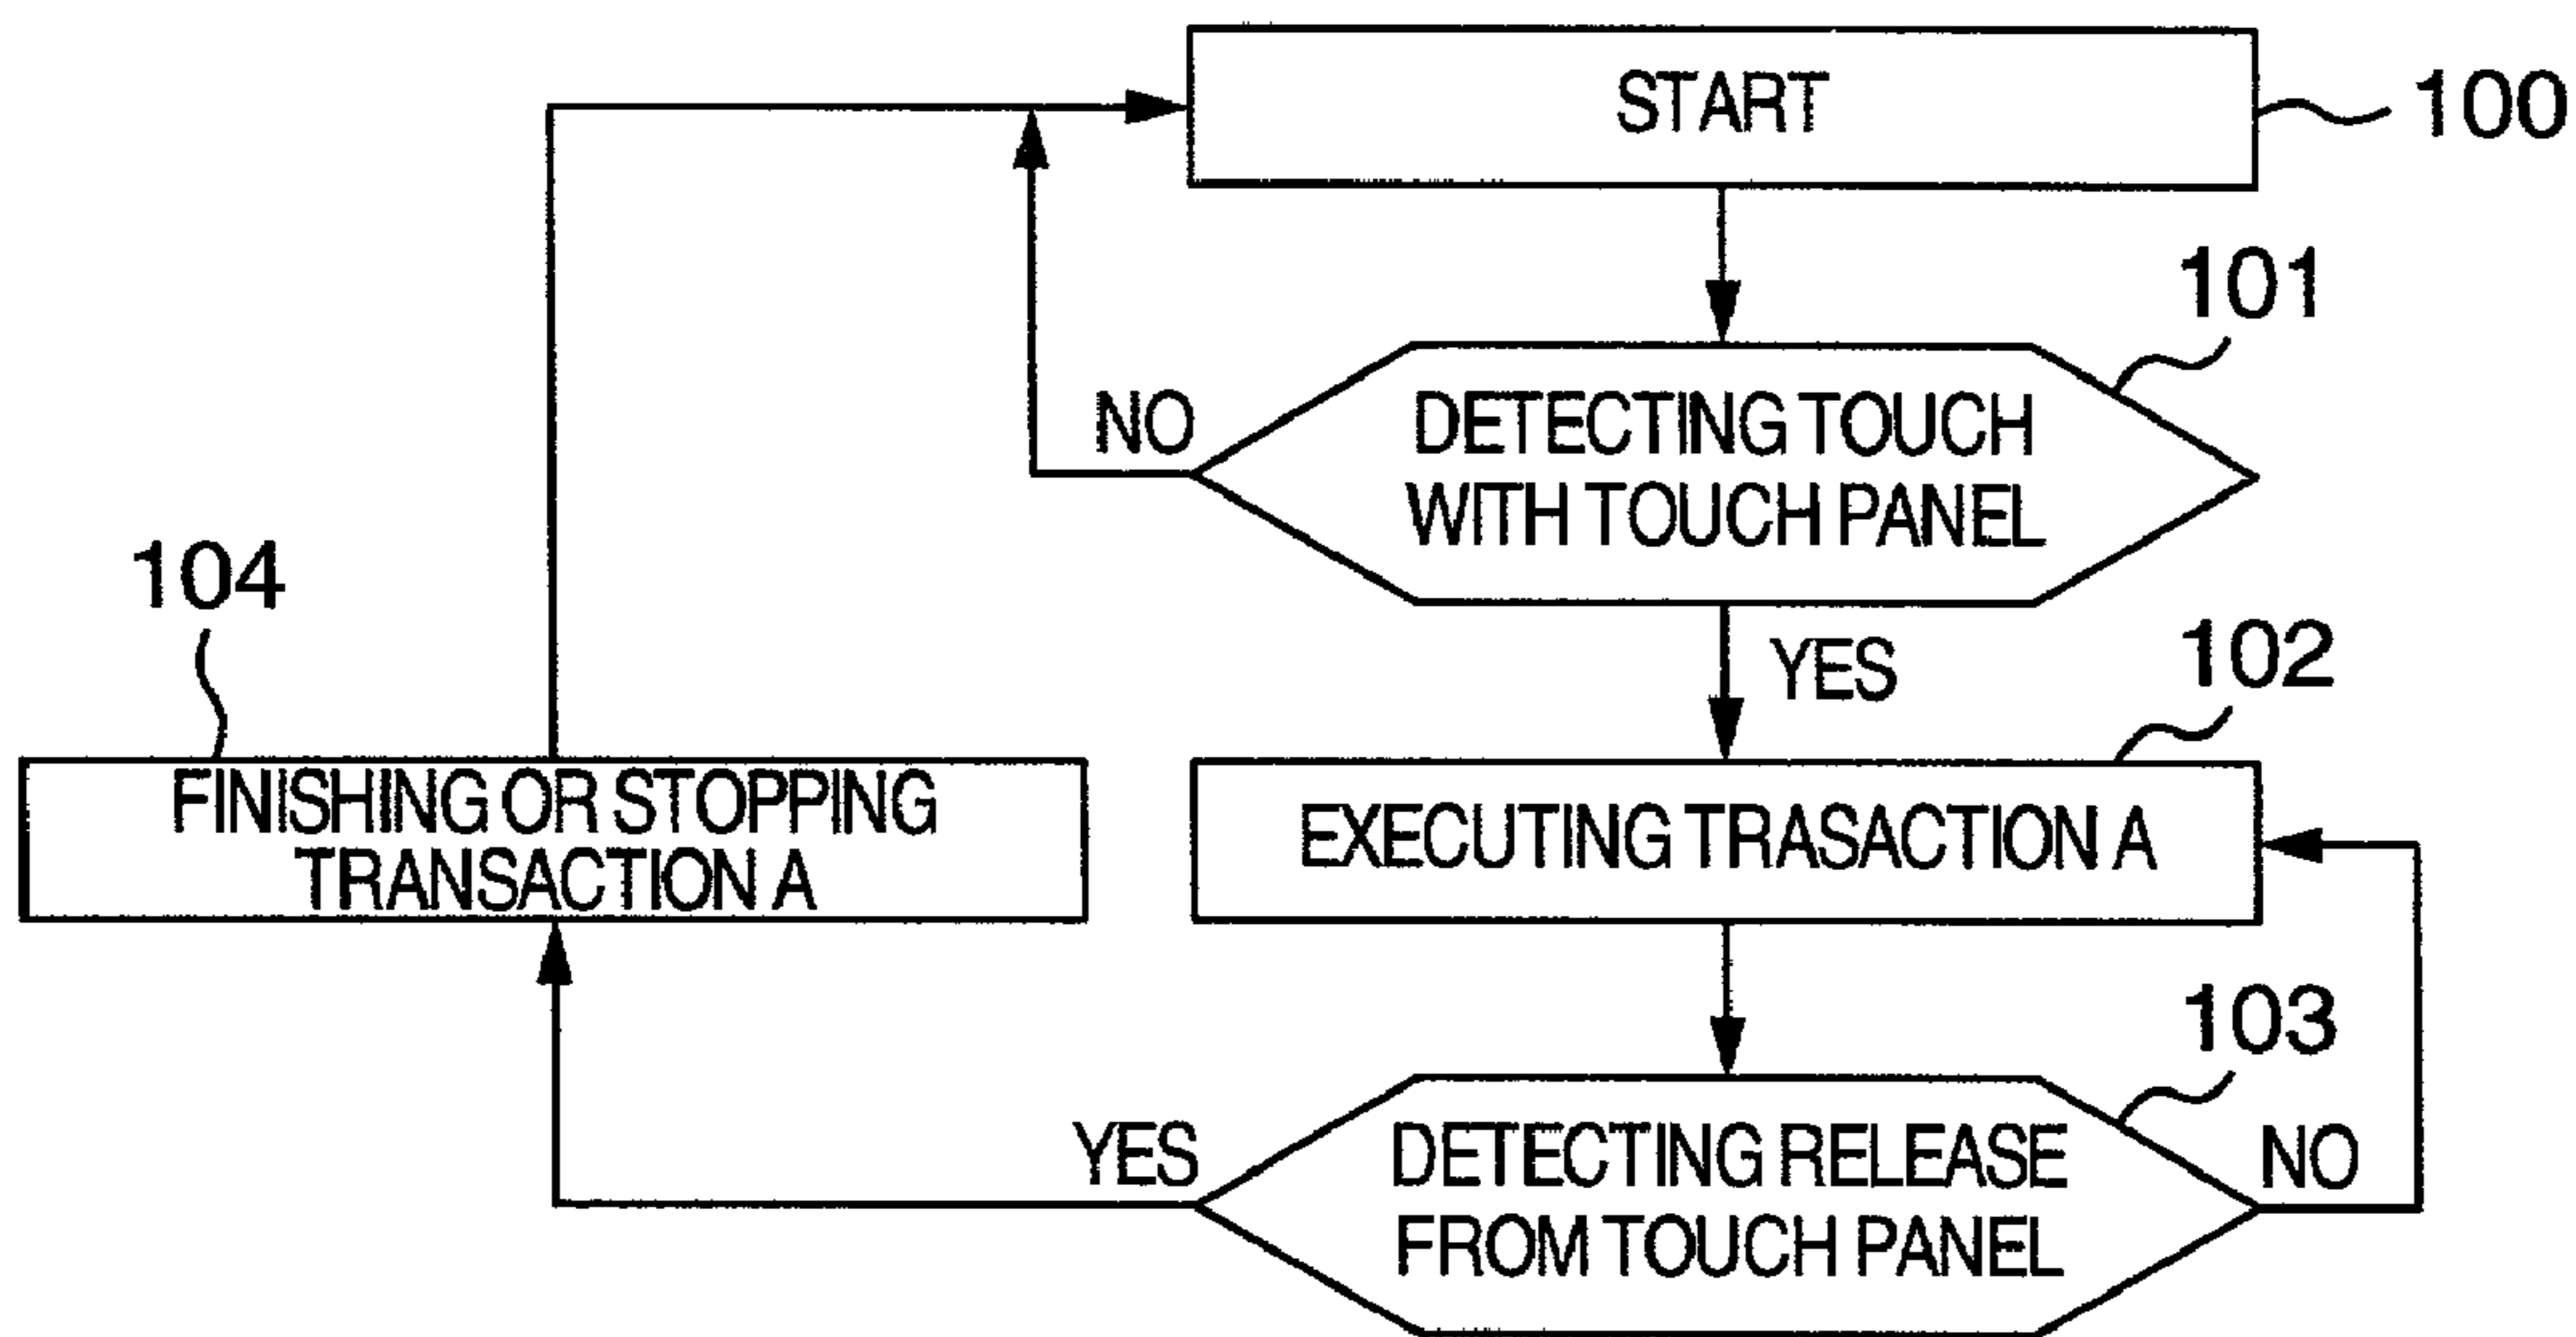 START
100
101
NO
DETECTING TOUCH
WITH TOUCH PANEL
YES
102
104
FINISHING OR STOPPING
TRANSACTION A
EXECUTING TRASACTION A
103
YES
DETECTING RELEASE
FROM TOUCH PANEL
NO